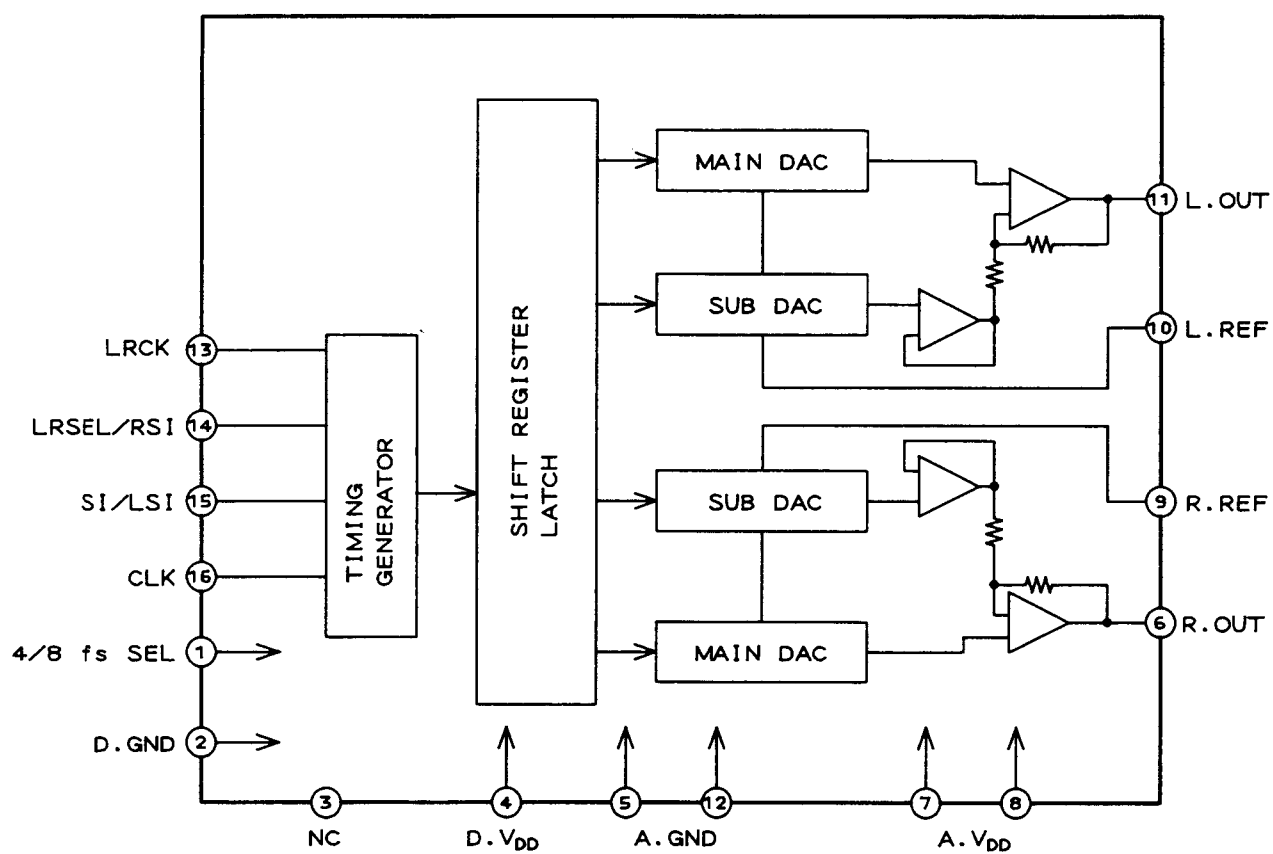 MAIN DAC
11 L.OUT
SUB DAC
10 L.REF
LRCK 13
LRSEL/RSI 14
SI/LSI 15
CLK 16
4/8 fs SEL 1
D.GND 2
TIMING
GENERATOR
SHIFT REGISTER
LATCH
SUB DAC
9 R.REF
MAIN DAC
6 R.OUT
3 4 5 12 7 8
NC D.VDD A.GND A.VDD